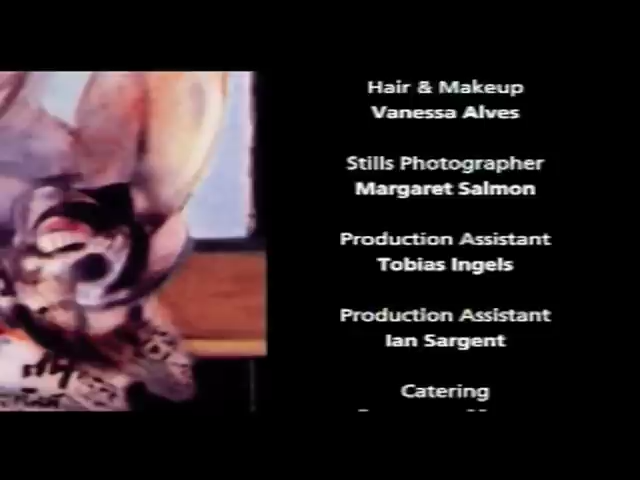 Hair & Makeup
Vanessa Alves
Stills Photographer
Margaret Salmon
Production Assistant
Tobias Ingels
Production Assistant
Ian Sargent
Catering